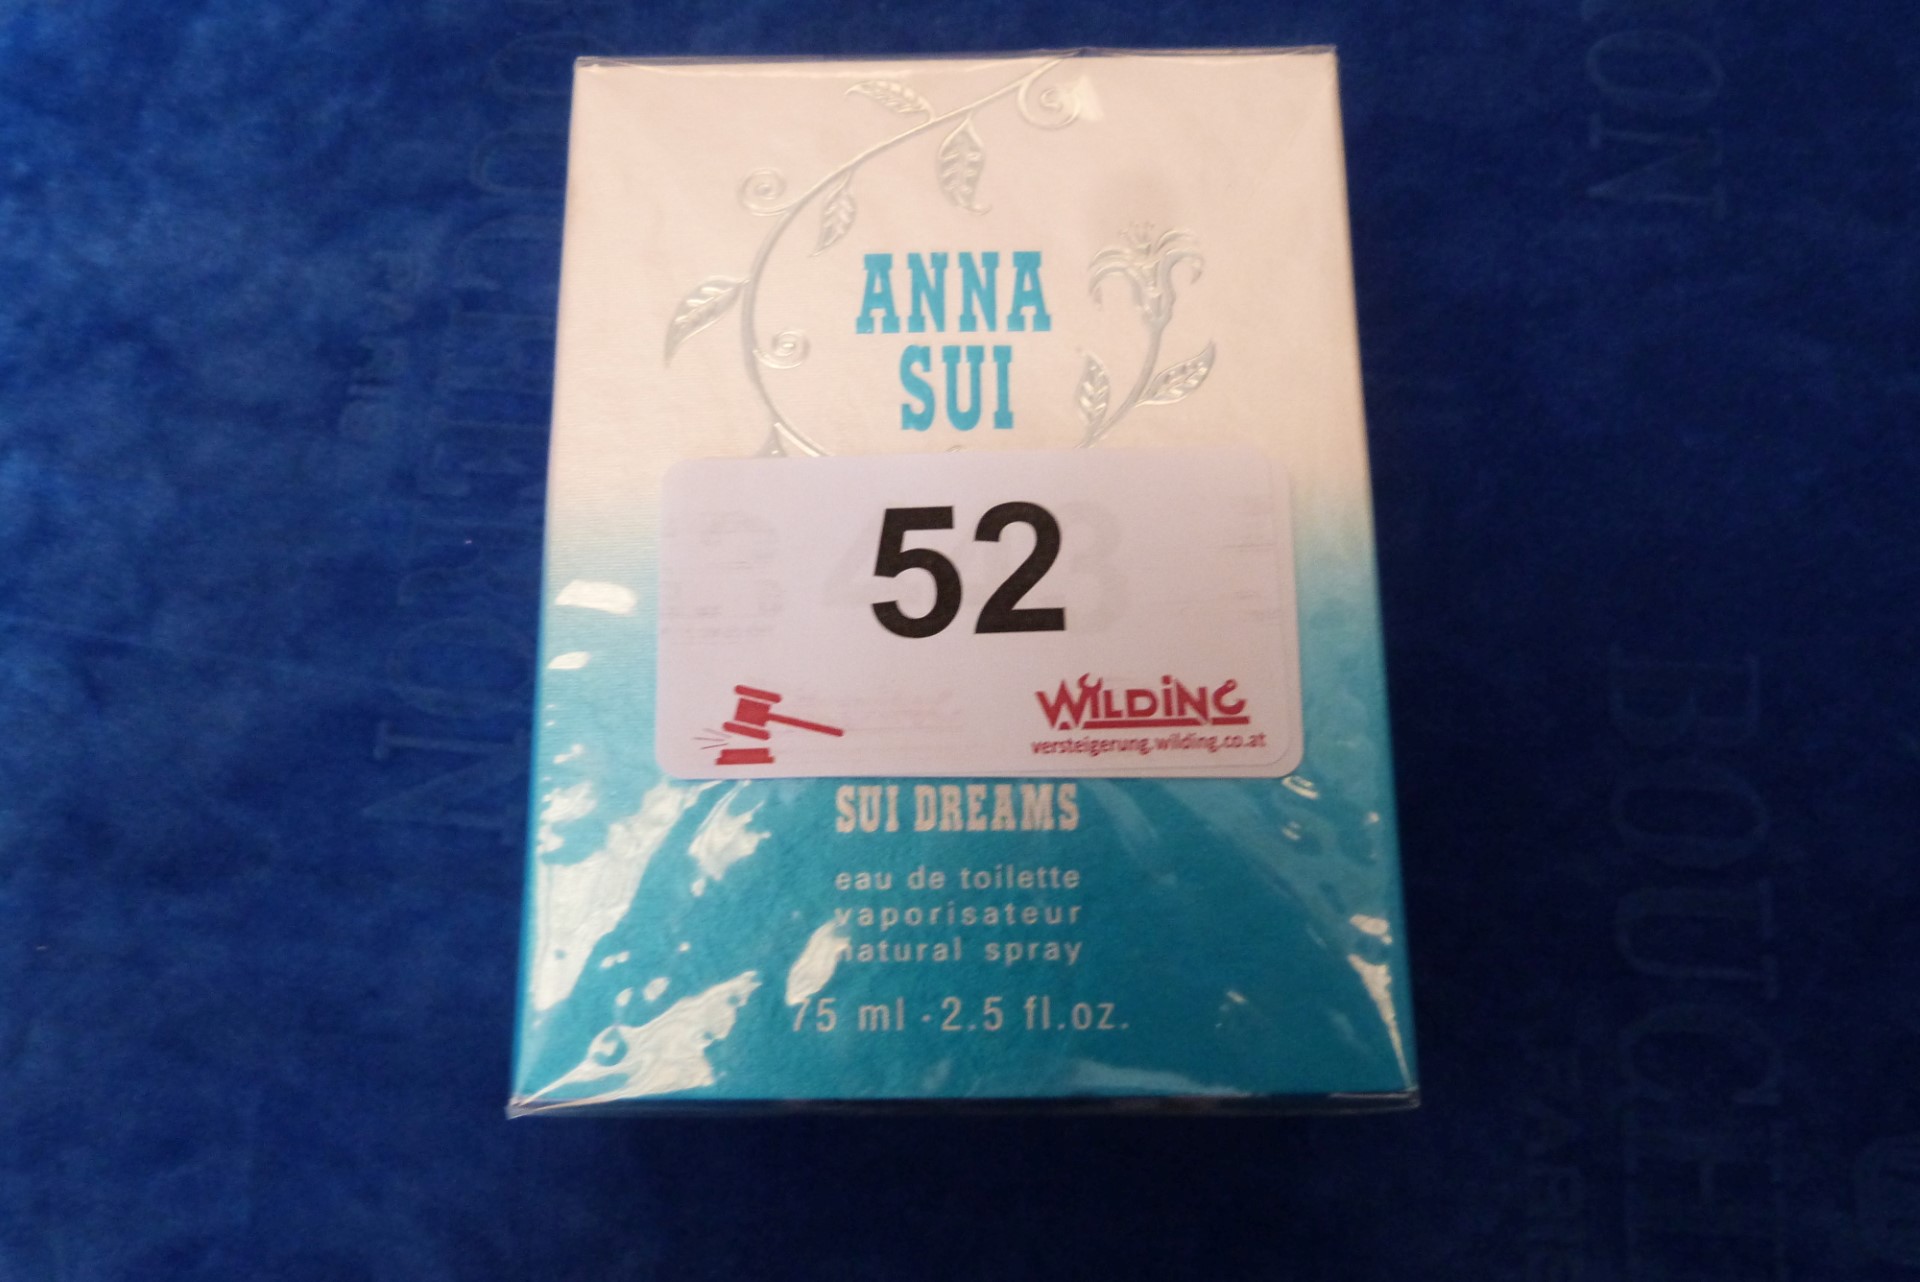 ANNA
SUI
52
WILDING
versteigerung.wilding.co.at
SUI DREAMS
eau de toilette
vaporisateur
natural spray
75 ml - 2.5 fl.oz.